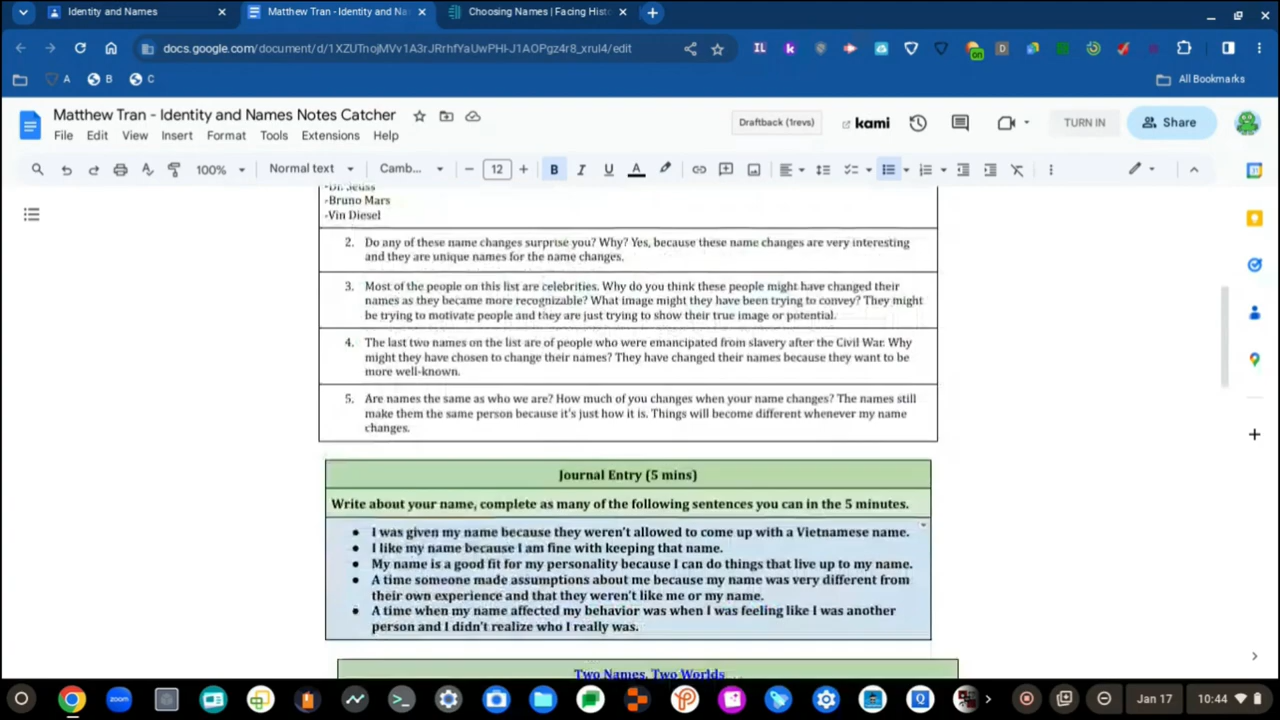 Identity and Names
Matthew Tran - Identity and Na
Choosing Names | Facing Histo
docs.google.com/document/d/1XZUTnojMVv1A3rJRrhfYaUwPHI-J1AOPgz4r8_xruI4/edit
A
B
C
All Bookmarks
Matthew Tran - Identity and Names Notes Catcher
File Edit View Insert Format Tools Extensions Help
Draftback (1revs)
kami
TURN IN
Share
100%
Normal text
Camb...
12
-Dr. Seuss
-Bruno Mars
-Vin Diesel
2. Do any of these name changes surprise you? Why? Yes, because these name changes are very interesting
and they are unique names for the name changes.
3. Most of the people on this list are celebrities. Why do you think these people might have changed their
names as they became more recognizable? What image might they have been trying to convey? They might
be trying to motivate people and they are just trying to show their true image or potential.
4. The last two names on the list are of people who were emancipated from slavery after the Civil War. Why
might they have chosen to change their names? They have changed their names because they want to be
more well-known.
5. Are names the same as who we are? How much of you changes when your name changes? The names still
make them the same person because it's just how it is. Things will become different whenever my name
changes.
Journal Entry (5 mins)
Write about your name, complete as many of the following sentences you can in the 5 minutes.
• I was given my name because they weren't allowed to come up with a Vietnamese name.
• I like my name because I am fine with keeping that name.
• My name is a good fit for my personality because I can do things that live up to my name.
• A time someone made assumptions about me because my name was very different from
their own experience and that they weren't like me or my name.
• A time when my name affected my behavior was when I was feeling like I was another
person and I didn't realize who I really was.
Two Names, Two Worlds
zoom
Jan 17
10:44